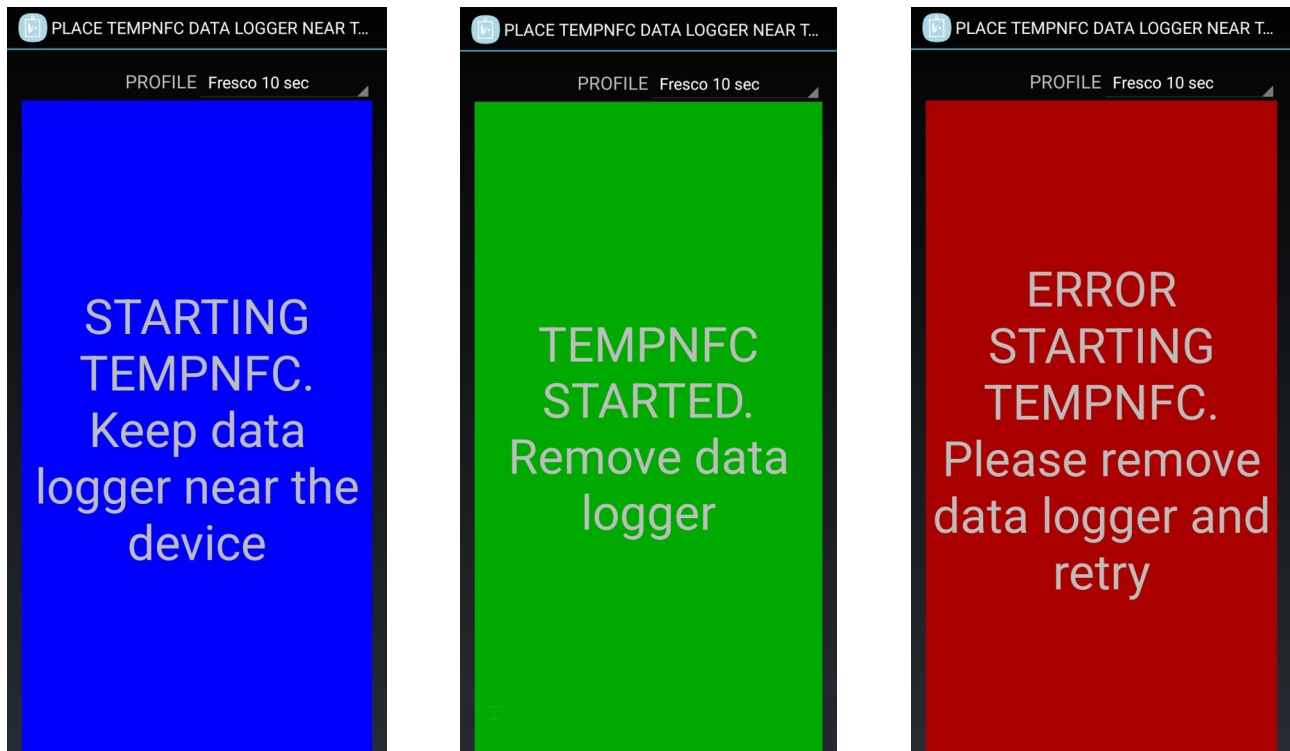 PLACE TEMPNFC DATA LOGGER NEAR T...
PROFILE Fresco 10 sec
STARTING
TEMPNFC.
Keep data
logger near the
device
PLACE TEMPNFC DATA LOGGER NEAR T...
PROFILE Fresco 10 sec
TEMPNFC
STARTED.
Remove data
logger
PLACE TEMPNFC DATA LOGGER NEAR T...
PROFILE Fresco 10 sec
ERROR
STARTING
TEMPNFC.
Please remove
data logger and
retry